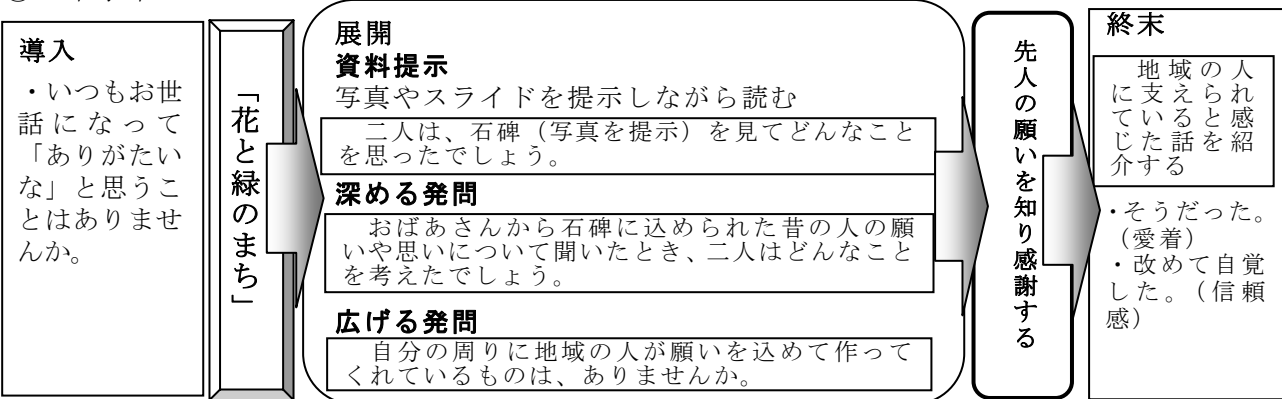 導入
・いつもお世
話になって
「ありがたい
な」と思うこ
とはありませ
んか。
「花と緑のまち」
展開
資料提示
写真やスライドを提示しながら読む
二人は、石碑（写真を提示）を見てどんなこと
を思ったでしょう。
深める発問
おばあさんから石碑に込められた昔の人の願
いや思いについて聞いたとき、二人はどんなこと
を考えたでしょう。
広げる発問
自分の周りに地域の人が願いを込めて作って
くれているものは、ありませんか。
先人の願いを知り感謝する
終末
地域の人
に支えられ
ていると感
じた話を紹
介する
・そうだった。
（愛着）
・改めて自覚
した。（信頼
感）